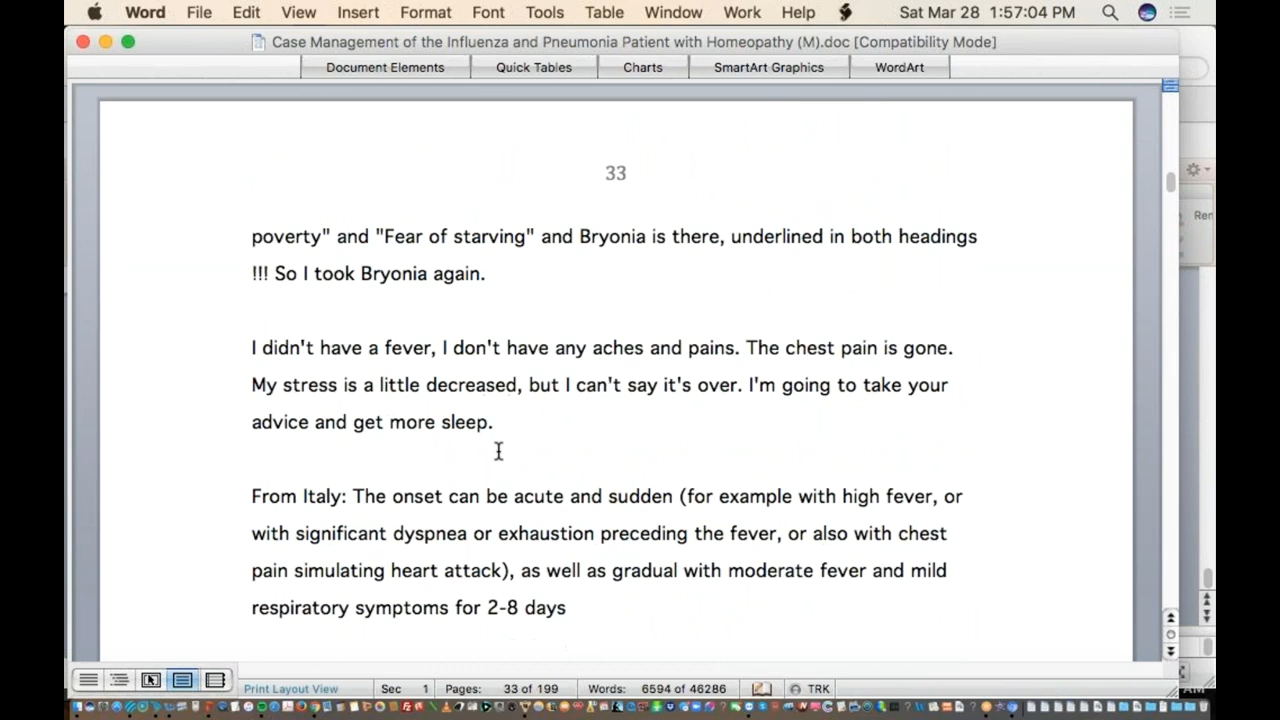 Word File Edit View Insert Format Font Tools Table Window Work Help Sat Mar 28 1:57:04 PM
Case Management of the Influenza and Pneumonia Patient with Homeopathy (M).doc [Compatibility Mode]
Document Elements Quick Tables Charts SmartArt Graphics WordArt
33
poverty" and "Fear of starving" and Bryonia is there, underlined in both headings
!!! So I took Bryonia again.
I didn't have a fever, I don't have any aches and pains. The chest pain is gone.
My stress is a little decreased, but I can't say it's over. I'm going to take your
advice and get more sleep.
From Italy: The onset can be acute and sudden (for example with high fever, or
with significant dyspnea or exhaustion preceding the fever, or also with chest
pain simulating heart attack), as well as gradual with moderate fever and mild
respiratory symptoms for 2-8 days
Print Layout View Sec 1 Pages: 33 of 199 Words: 6594 of 46286 TRK